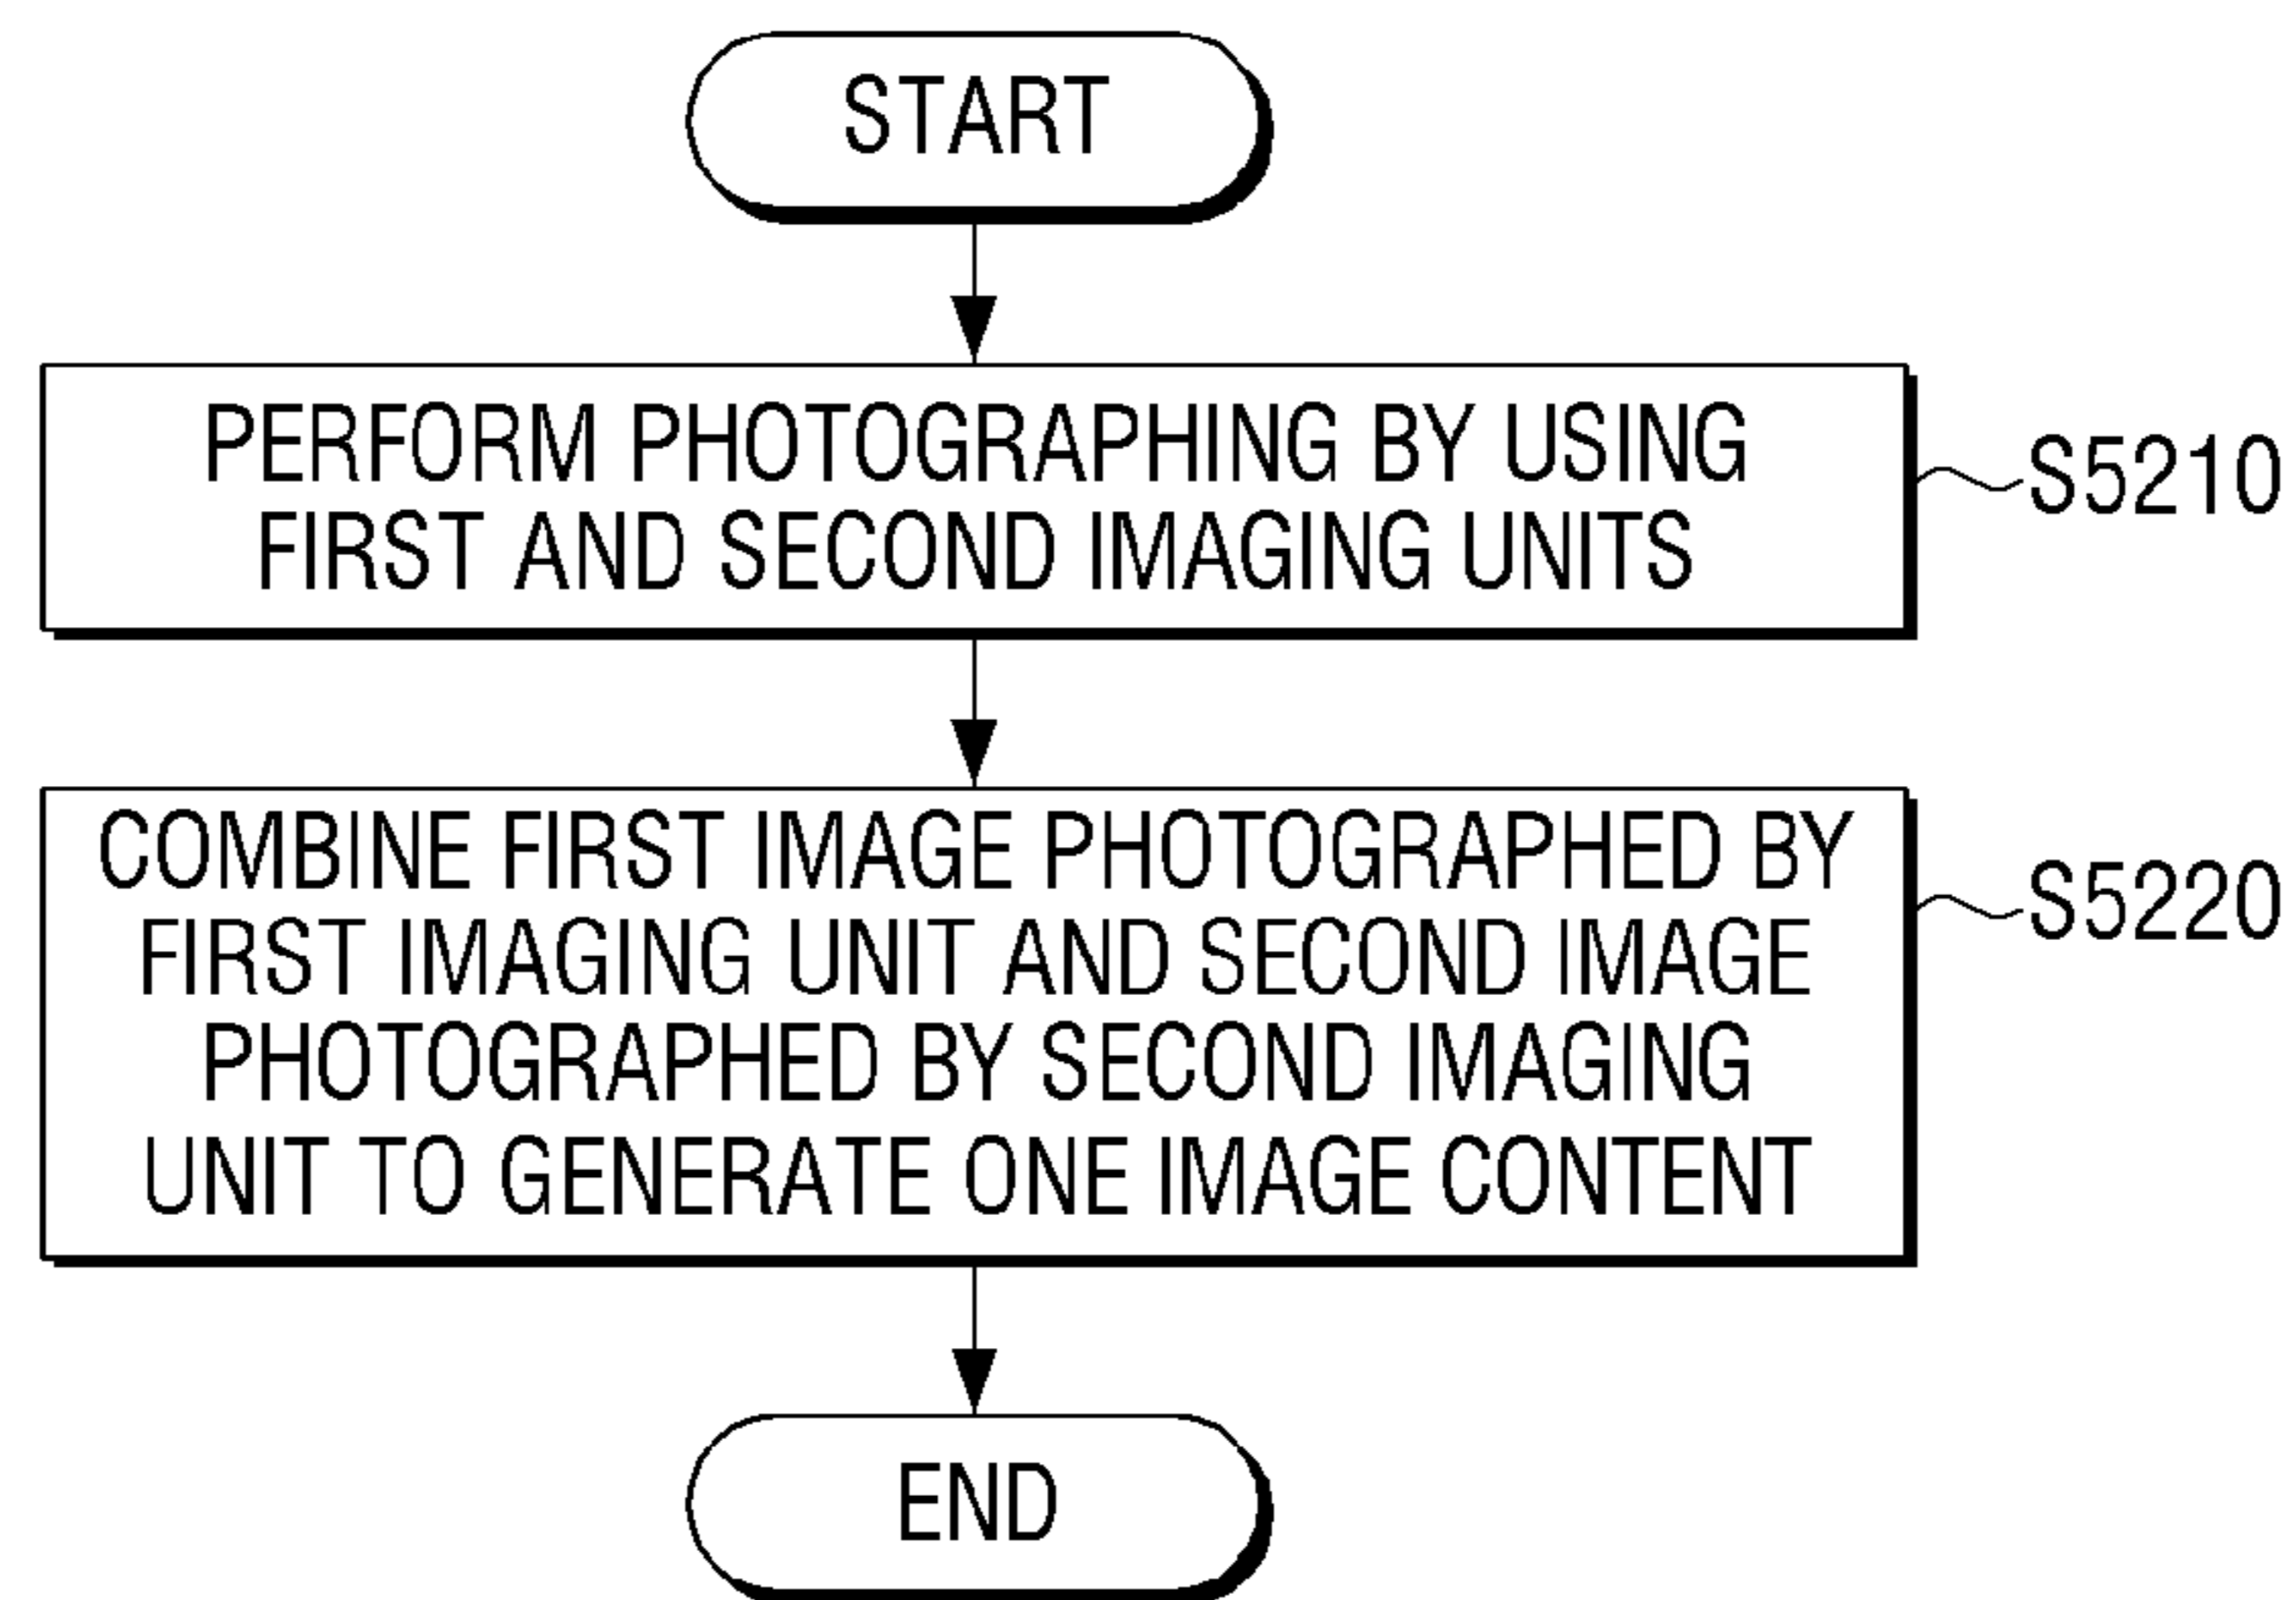 START
PERFORM PHOTOGRAPHING BY USING
FIRST AND SECOND IMAGING UNITS
S5210
COMBINE FIRST IMAGE PHOTOGRAPHED BY
FIRST IMAGING UNIT AND SECOND IMAGE
PHOTOGRAPHED BY SECOND IMAGING
UNIT TO GENERATE ONE IMAGE CONTENT
S5220
END